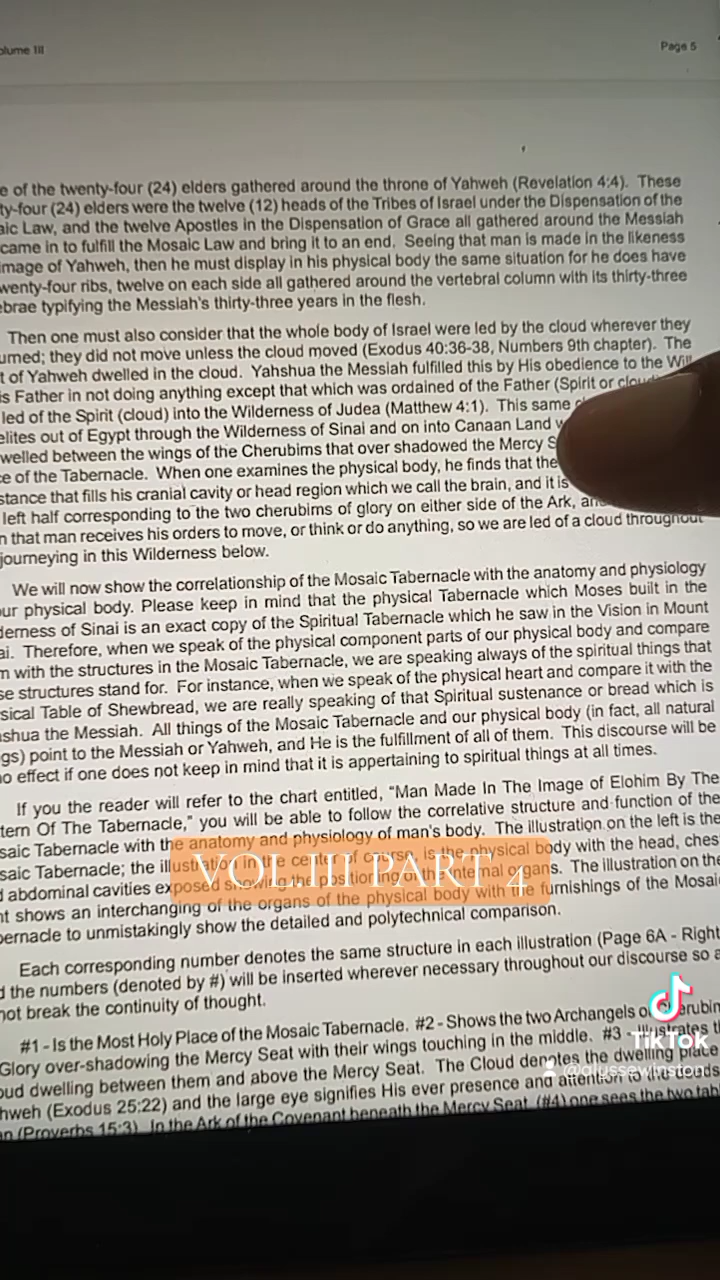 olume III
Page 5
e of the twenty-four (24) elders gathered around the throne of Yahweh (Revelation 4:4). These
ty-four (24) elders were the twelve (12) heads of the Tribes of Israel under the Dispensation of the
aic Law, and the twelve Apostles in the Dispensation of Grace all gathered around the Messiah
came in to fulfill the Mosaic Law and bring it to an end. Seeing that man is made in the likeness
image of Yahweh, then he must display in his physical body the same situation for he does have
wenty-four ribs, twelve on each side all gathered around the vertebral column with its thirty-three
ebrae typifying the Messiah's thirty-three years in the flesh.
Then one must also consider that the whole body of Israel were led by the cloud wherever they
urned; they did not move unless the cloud moved (Exodus 40:36-38, Numbers 9th chapter). The
t of Yahweh dwelled in the cloud. Yahshua the Messiah fulfilled this by His obedience to the Will
is Father in not doing anything except that which was ordained of the Father (Spirit or cloud
led of the Spirit (cloud) into the Wilderness of Judea (Matthew 4:1). This same
elites out of Egypt through the Wilderness of Sinai and on into Canaan Land
welled between the wings of the Cherubims that over shadowed the Mercy S
ce of the Tabernacle. When one examines the physical body, he finds that the
stance that fills his cranial cavity or head region which we call the brain, and it is
left half corresponding to the two cherubims of glory on either side of the Ark, an
n that man receives his orders to move, or think or do anything, so we are led of a cloud throughout
journeying in this Wilderness below.
We will now show the correlationship of the Mosaic Tabernacle with the anatomy and physiology
our physical body. Please keep in mind that the physical Tabernacle which Moses built in the
derness of Sinai is an exact copy of the Spiritual Tabernacle which he saw in the Vision in Mount
ai. Therefore, when we speak of the physical component parts of our physical body and compare
m with the structures in the Mosaic Tabernacle, we are speaking always of the spiritual things that
se structures stand for. For instance, when we speak of the physical heart and compare it with the
sical Table of Shewbread, we are really speaking of that Spiritual sustenance or bread which is
shua the Messiah. All things of the Mosaic Tabernacle and our physical body (in fact, all natural
gs) point to the Messiah or Yahweh, and He is the fulfillment of all of them. This discourse will be
no effect if one does not keep in mind that it is appertaining to spiritual things at all times.
If you the reader will refer to the chart entitled, "Man Made In The Image of Elohim By The
tern Of The Tabernacle," you will be able to follow the correlative structure and function of the
saic Tabernacle with the anatomy and physiology of man's body. The illustration on the left is the
saic Tabernacle; the illustration in the center of course, is the physical body with the head, ches
d abdominal cavities exposed showing the position of the internal organs. The illustration on the
ht shows an interchanging of the organs of the physical body with the furnishings of the Mosai
bernacle to unmistakingly show the detailed and polytechnical comparison.
VOL.III PART 4
Each corresponding number denotes the same structure in each illustration (Page 6A - Right
d the numbers (denoted by #) will be inserted wherever necessary throughout our discourse so a
not break the continuity of thought.
#1 - Is the Most Holy Place of the Mosaic Tabernacle. #2 - Shows the two Archangels or Cherubim
Glory over-shadowing the Mercy Seat with their wings touching in the middle. #3 - Illustrates th
oud dwelling between them and above the Mercy Seat. The Cloud denotes the dwelling place
hweh (Exodus 25:22) and the large eye signifies His ever presence and attention to the deeds
n (Proverbs 15:3). In the Ark of the Covenant beneath the Mercy Seat (#4) one sees the two tabl
TikTok